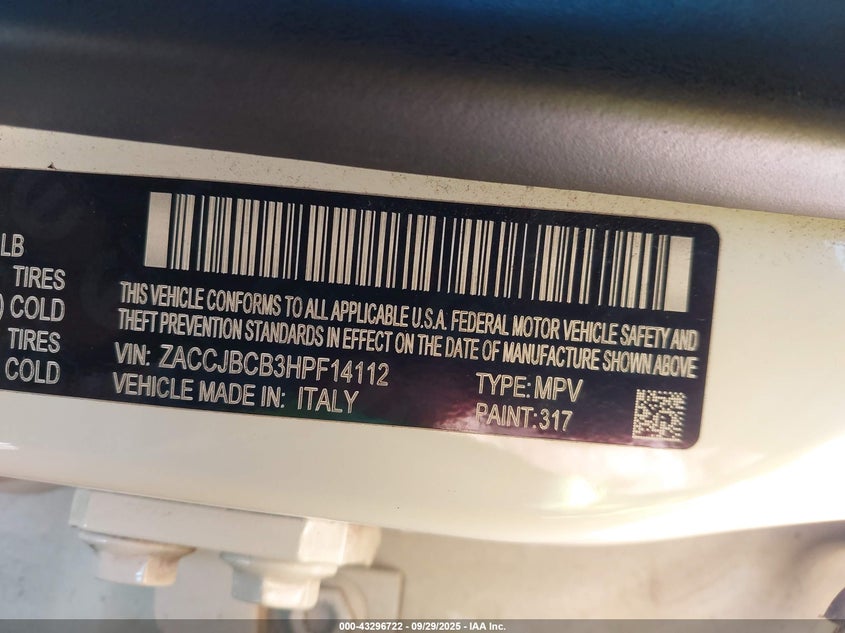 LB
TIRES
) COLD
TIRES
COLD
THIS VEHICLE CONFORMS TO ALL APPLICABLE U.S.A. FEDERAL MOTOR VEHICLE SAFETY AND
THEFT PREVENTION STANDARDS IN EFFECT ON THE DATE OF MANUFACTURE SHOWN ABOVE
VIN: ZACCJBCB3HPF14112
TYPE: MPV
VEHICLE MADE IN: ITALY
PAINT: 317
000-43296722 - 09/29/2025 - IAA Inc.